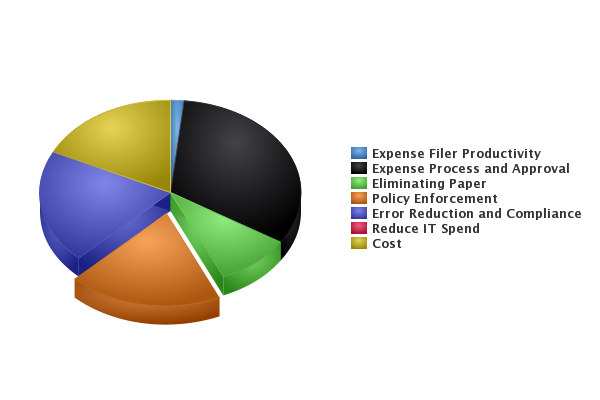 Expense Filer Productivity
Expense Process and Approval
Eliminating Paper
Policy Enforcement
Error Reduction and Compliance
Reduce IT Spend
Cost